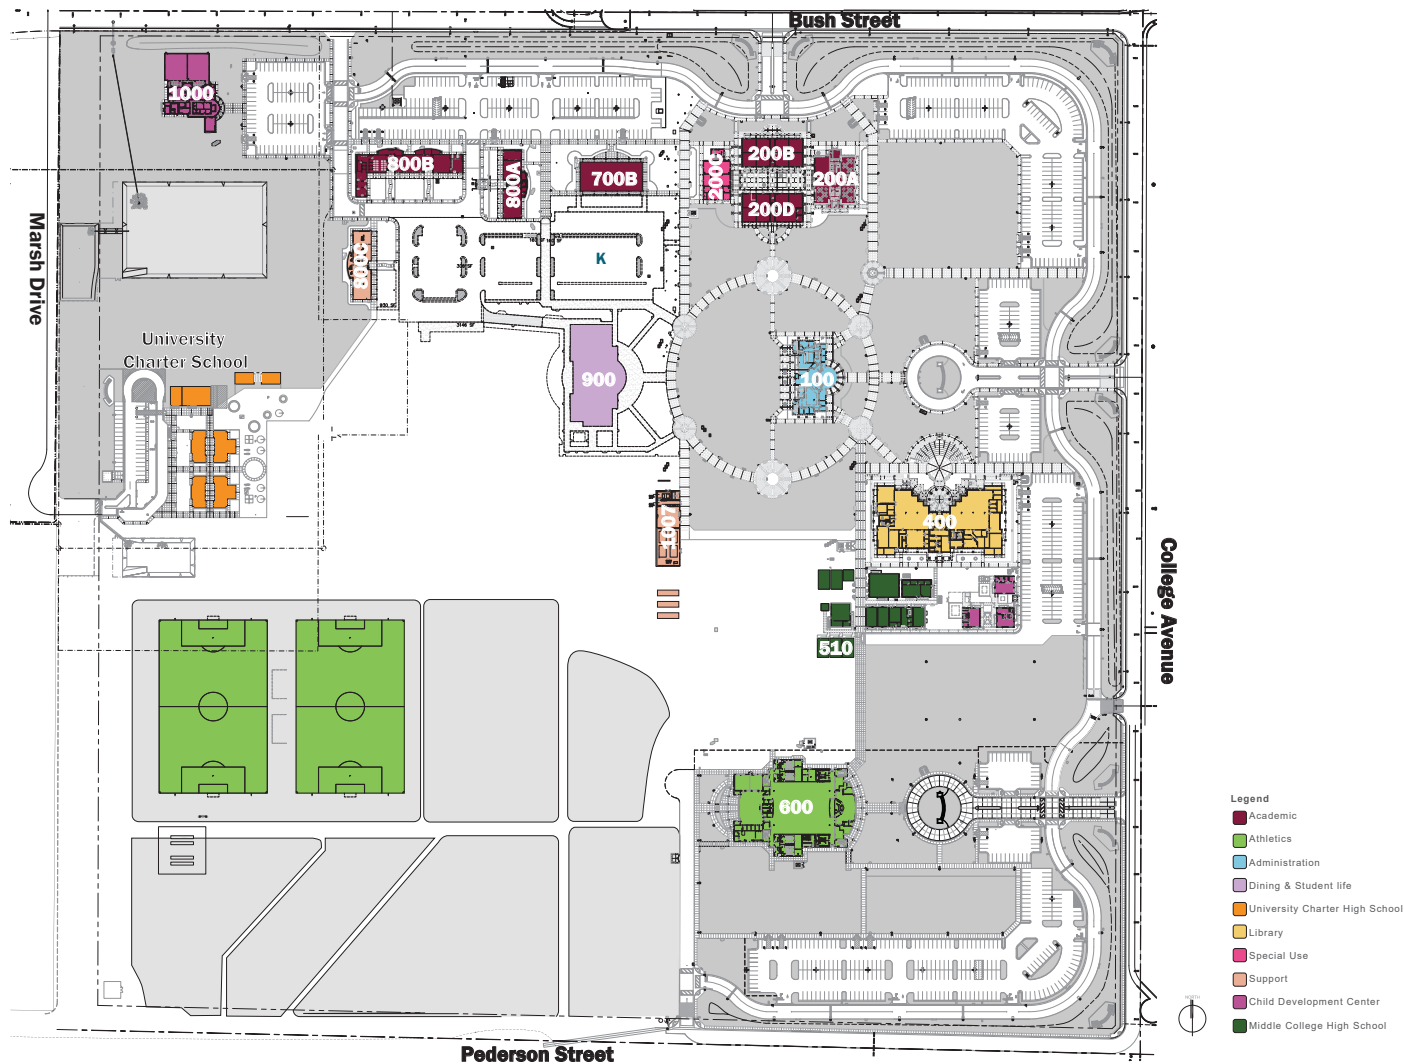 Bush Street
1000
800B
800A
700B
200C
200B
200A
200D
800C
K
Marsh Drive
University
Charter School
900
100
400
1007
College Avenue
510
600
Legend
Academic
Athletics
Administration
Dining & Student life
University Charter High School
Library
Special Use
Support
Child Development Center
Middle College High School
NORTH
Pederson Street